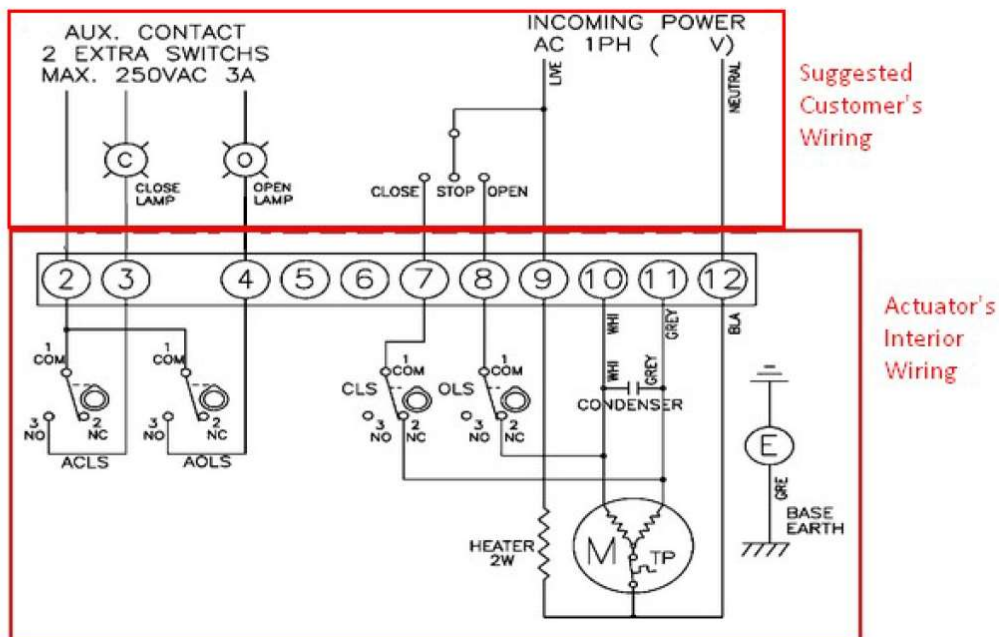 AUX. CONTACT
2 EXTRA SWITCHS
MAX. 250VAC 3A
INCOMING POWER
AC 1PH ( V)
LIVE
NEUTRAL
Suggested
Customer's
Wiring
C
O
CLOSE
LAMP
OPEN
LAMP
CLOSE STOP OPEN
2 3 4 5 6 7 8 9 10 11 12
WHI
GREY
BLA
Actuator's
Interior
Wiring
1
COM
1
COM
3
NO
2
NC
3
NO
2
NC
ACLS
AOLS
CLS
1
COM
OLS
1
COM
3
NO
2
NC
3
NO
2
NC
WHI
GREY
CONDENSER
E
GRE
BASE
EARTH
HEATER
2W
M
TP